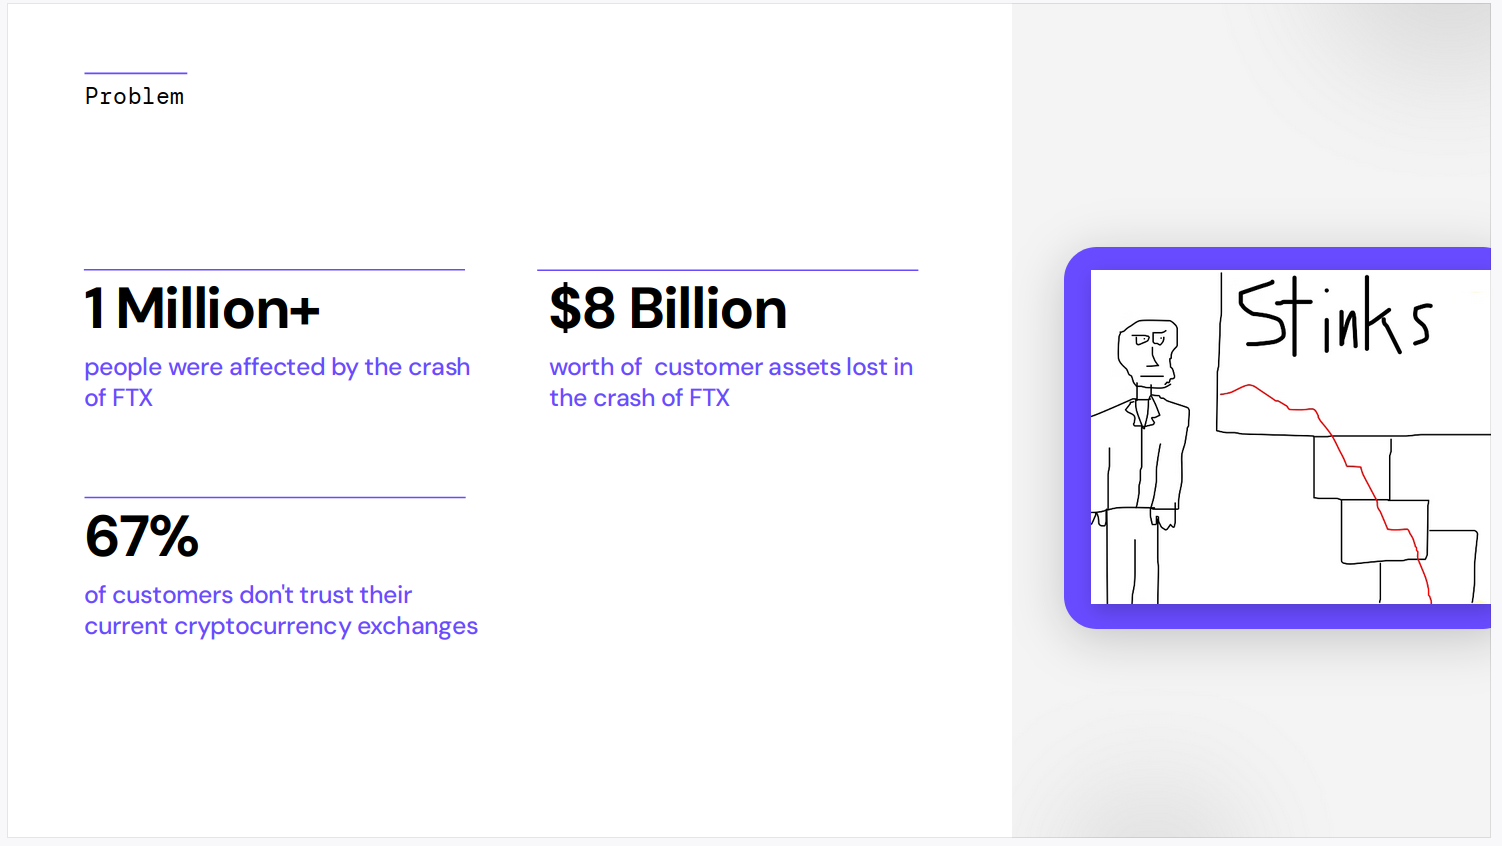 Problem
1 Million+
people were affected by the crash
of FTX
$8 Billion
worth of  customer assets lost in
the crash of FTX
67%
of customers don't trust their
current cryptocurrency exchanges
Stinks